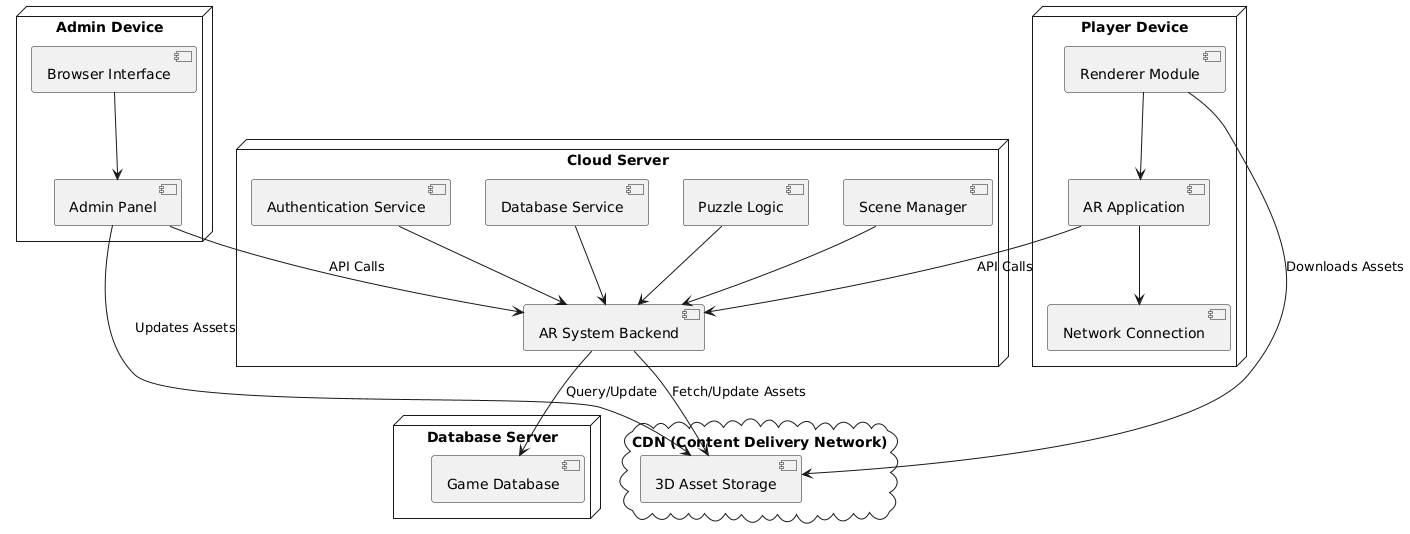 Admin Device
Player Device
Browser Interface
Renderer Module
Cloud Server
Admin Panel
Authentication Service
Database Service
Puzzle Logic
Scene Manager
AR Application
API Calls
API Calls
Downloads Assets
Updates Assets
AR System Backend
Network Connection
Query/Update
Fetch/Update Assets
Database Server
CDN (Content Delivery Network)
Game Database
3D Asset Storage